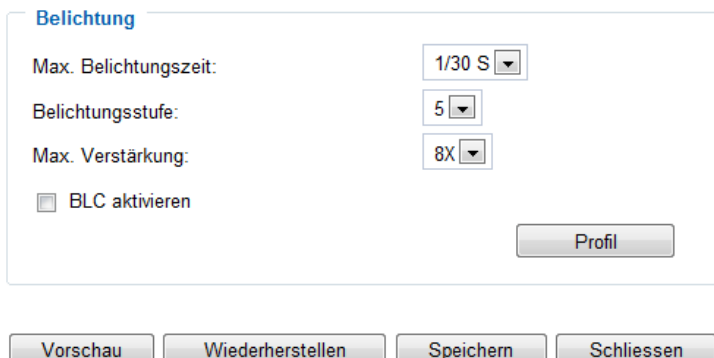 Belichtung
Max. Belichtungszeit: 1/30 S
Belichtungsstufe: 5
Max. Verstärkung: 8X
BLC aktivieren
Profil
Vorschau Wiederherstellen Speichern Schliessen